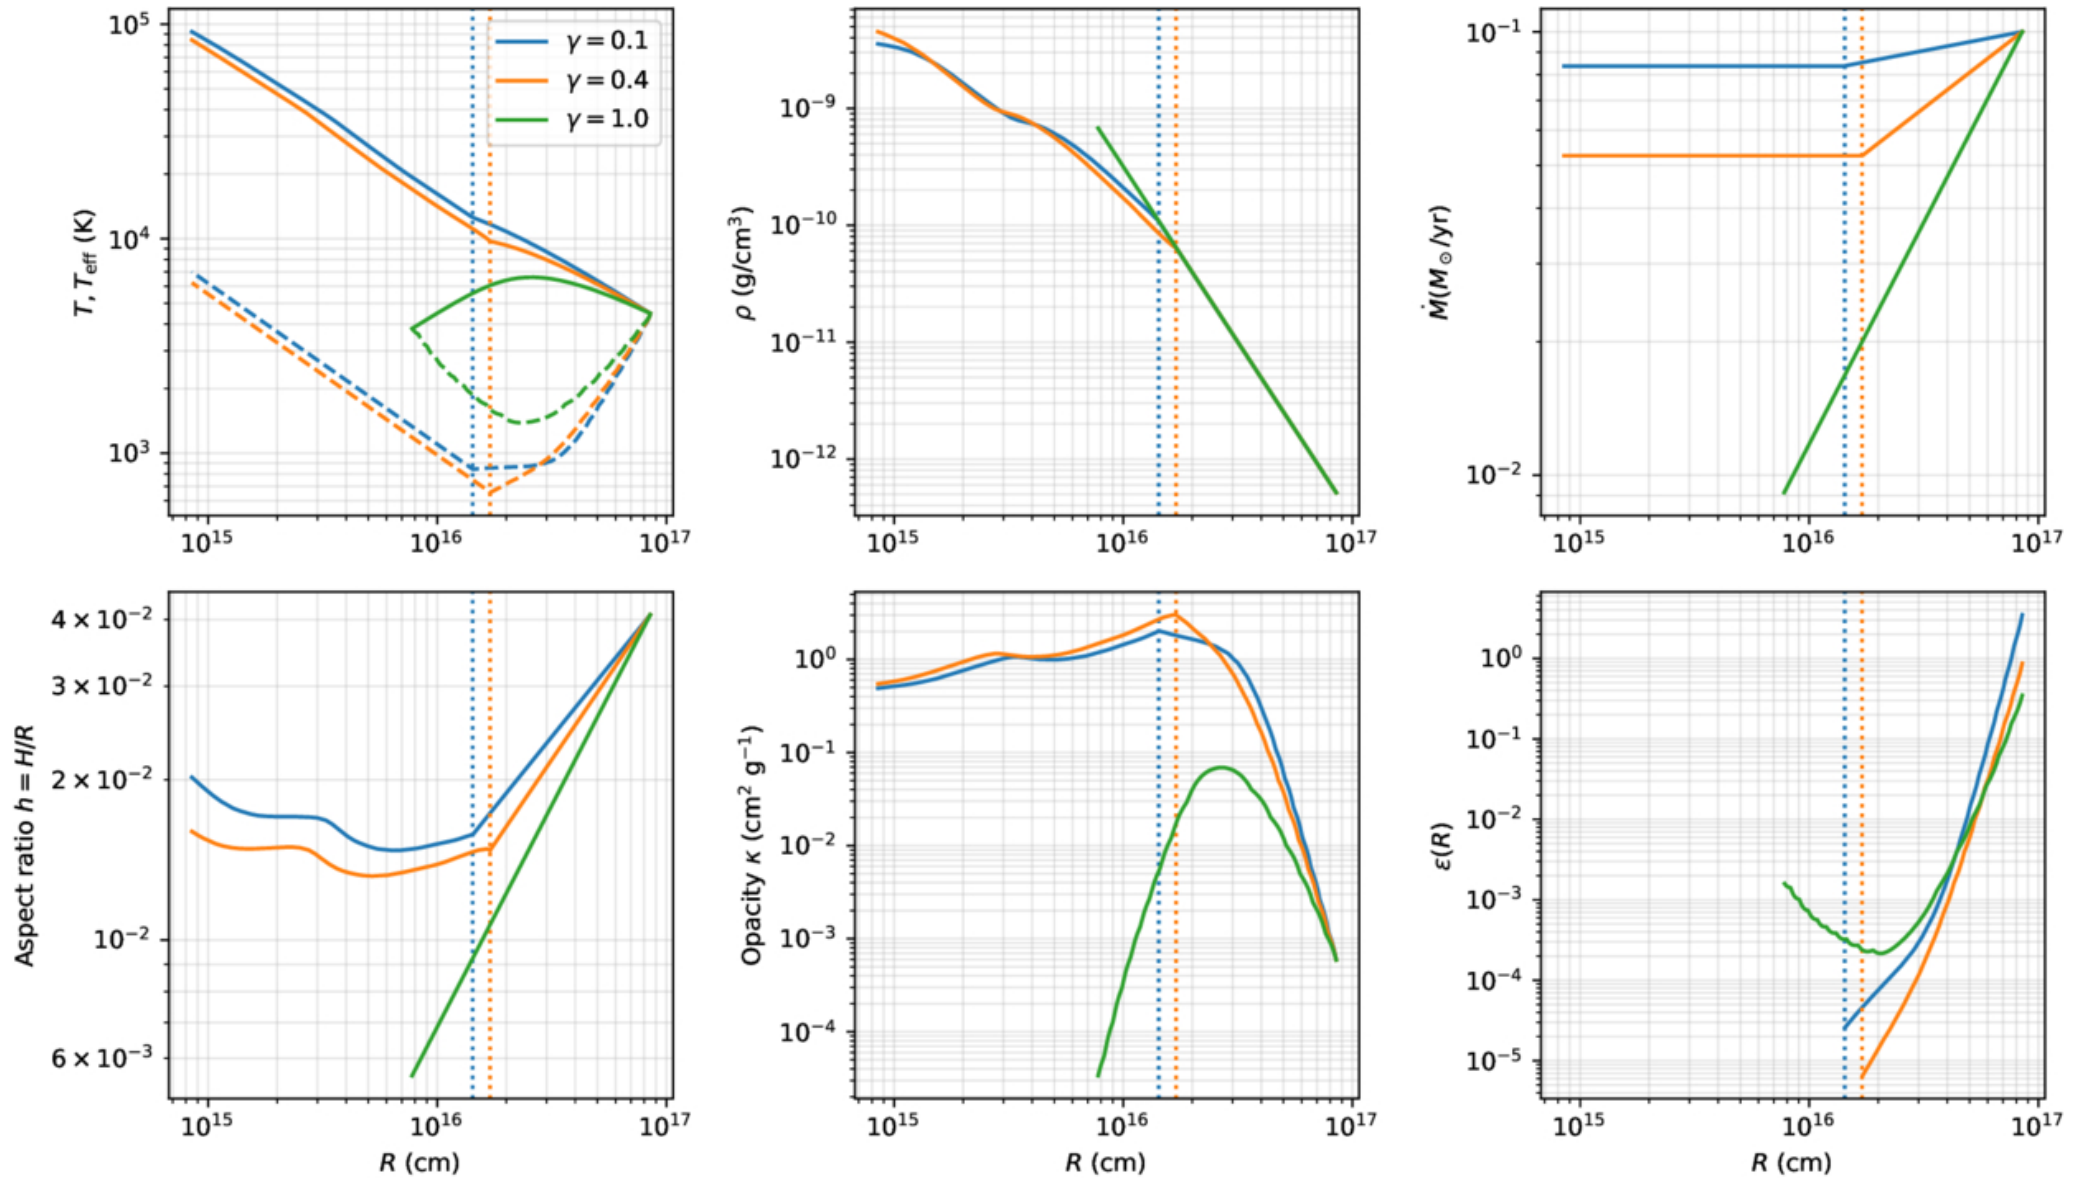 T, T_eff (K)
10^5
10^4
10^3
γ = 0.1
γ = 0.4
γ = 1.0
10^15
10^16
10^17
ρ (g/cm^3)
10^−9
10^−10
10^−11
10^−12
10^15
10^16
10^17
Ṁ(M_⊙/yr)
10^−1
10^−2
10^15
10^16
10^17
Aspect ratio h = H/R
4 × 10^−2
3 × 10^−2
2 × 10^−2
10^−2
6 × 10^−3
10^15
10^16
10^17
R (cm)
Opacity κ (cm^2 g^−1)
10^0
10^−1
10^−2
10^−3
10^−4
10^15
10^16
10^17
R (cm)
ε(R)
10^0
10^−1
10^−2
10^−3
10^−4
10^−5
10^15
10^16
10^17
R (cm)